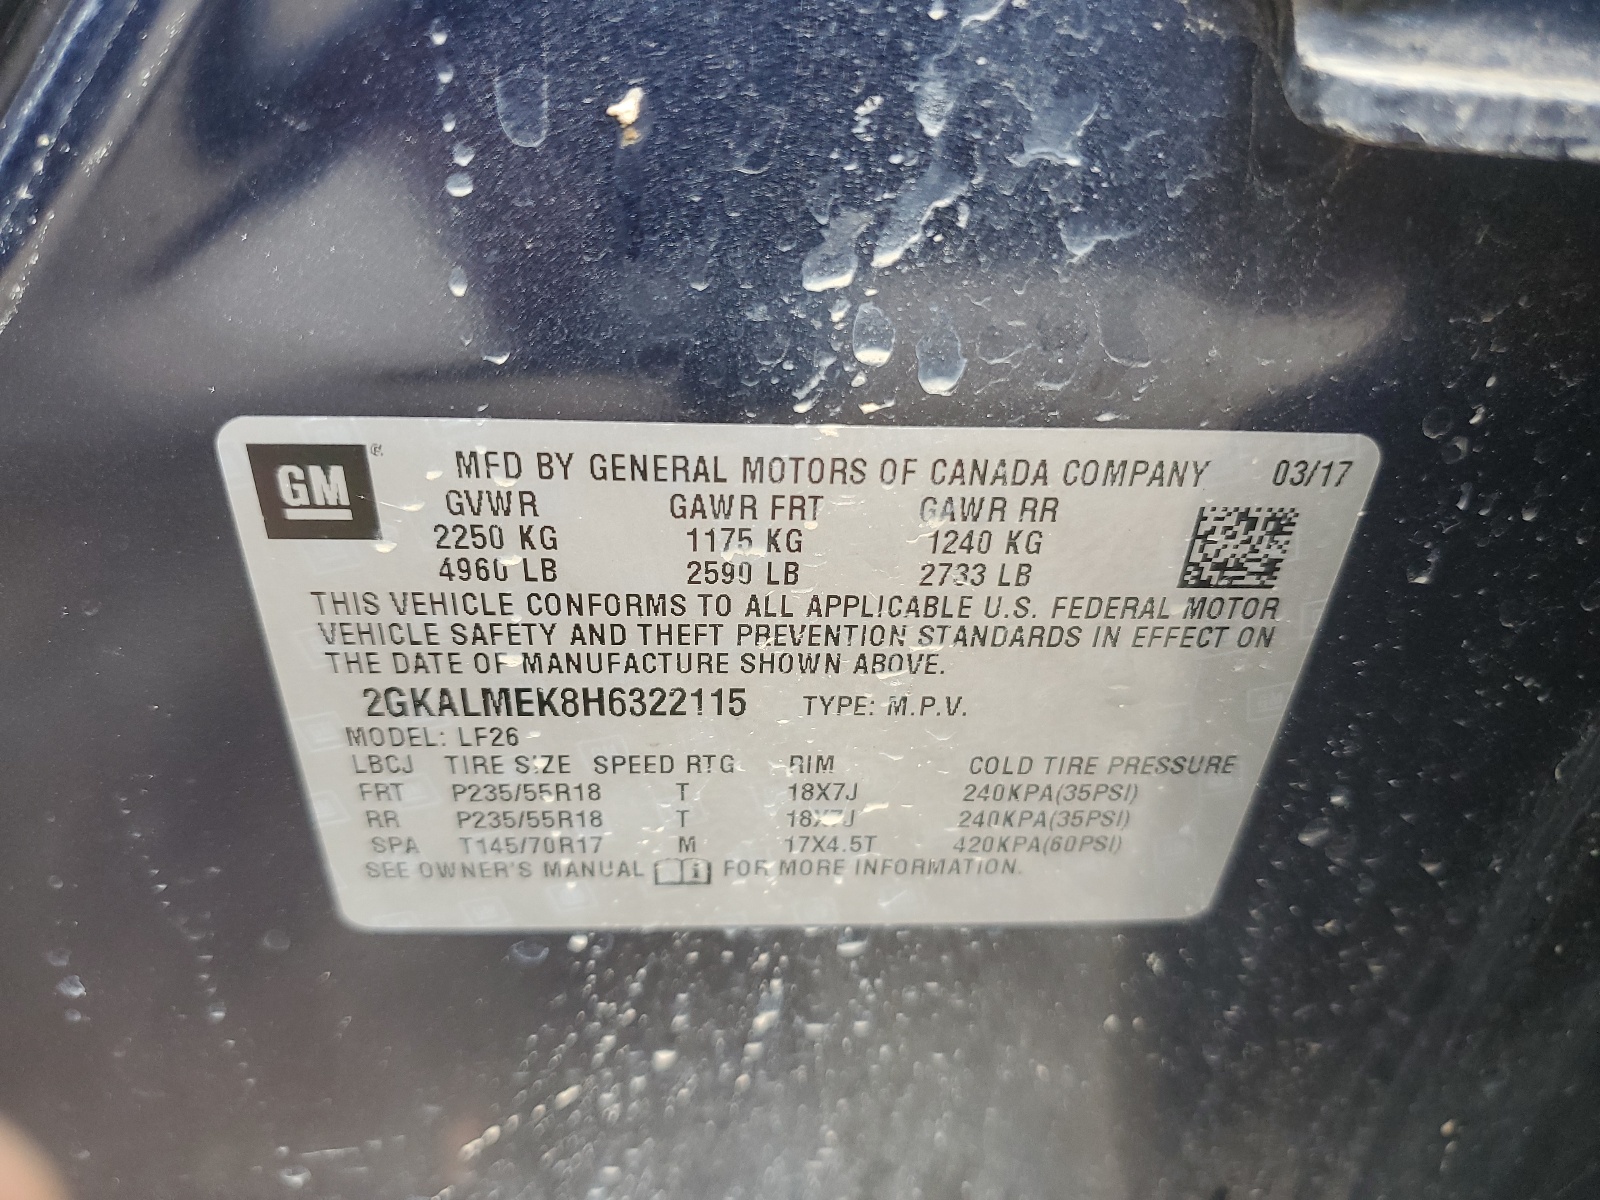 GM ®
MFD BY GENERAL MOTORS OF CANADA COMPANY 03/17
GVWR GAWR FRT GAWR RR
2250 KG 1175 KG 1240 KG
4960 LB 2590 LB 2733 LB
THIS VEHICLE CONFORMS TO ALL APPLICABLE U.S. FEDERAL MOTOR
VEHICLE SAFETY AND THEFT PREVENTION STANDARDS IN EFFECT ON
THE DATE OF MANUFACTURE SHOWN ABOVE.
2GKALMEK8H6322115 TYPE: M.P.V.
MODEL: LF26
LBCJ TIRE SIZE SPEED RTG RIM COLD TIRE PRESSURE
FRT P235/55R18 T 18X7J 240KPA(35PSI)
RR P235/55R18 T 18X7J 240KPA(35PSI)
SPA T145/70R17 M 17X4.5T 420KPA(60PSI)
SEE OWNER'S MANUAL i FOR MORE INFORMATION.